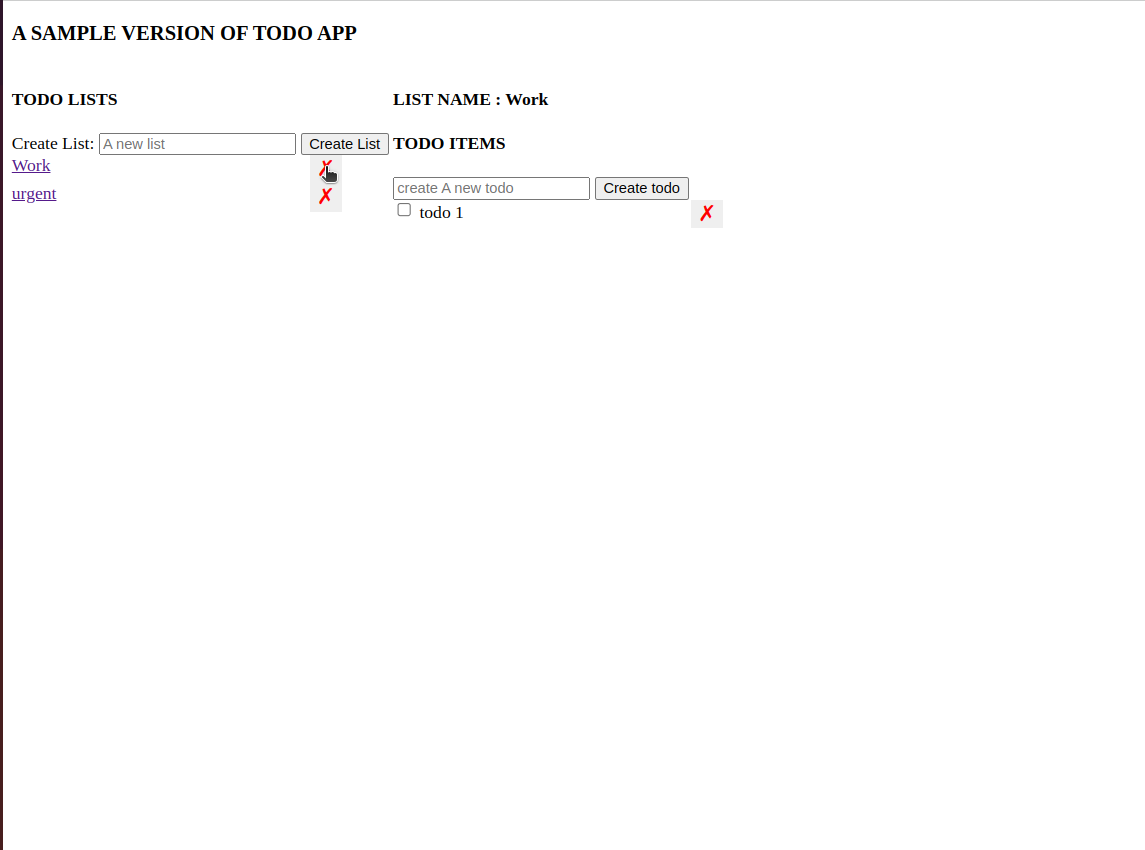 A SAMPLE VERSION OF TODO APP
TODO LISTS
Create List: A new list Create List
Work ✗
urgent ✗
LIST NAME : Work
TODO ITEMS
create A new todo Create todo
todo 1 ✗